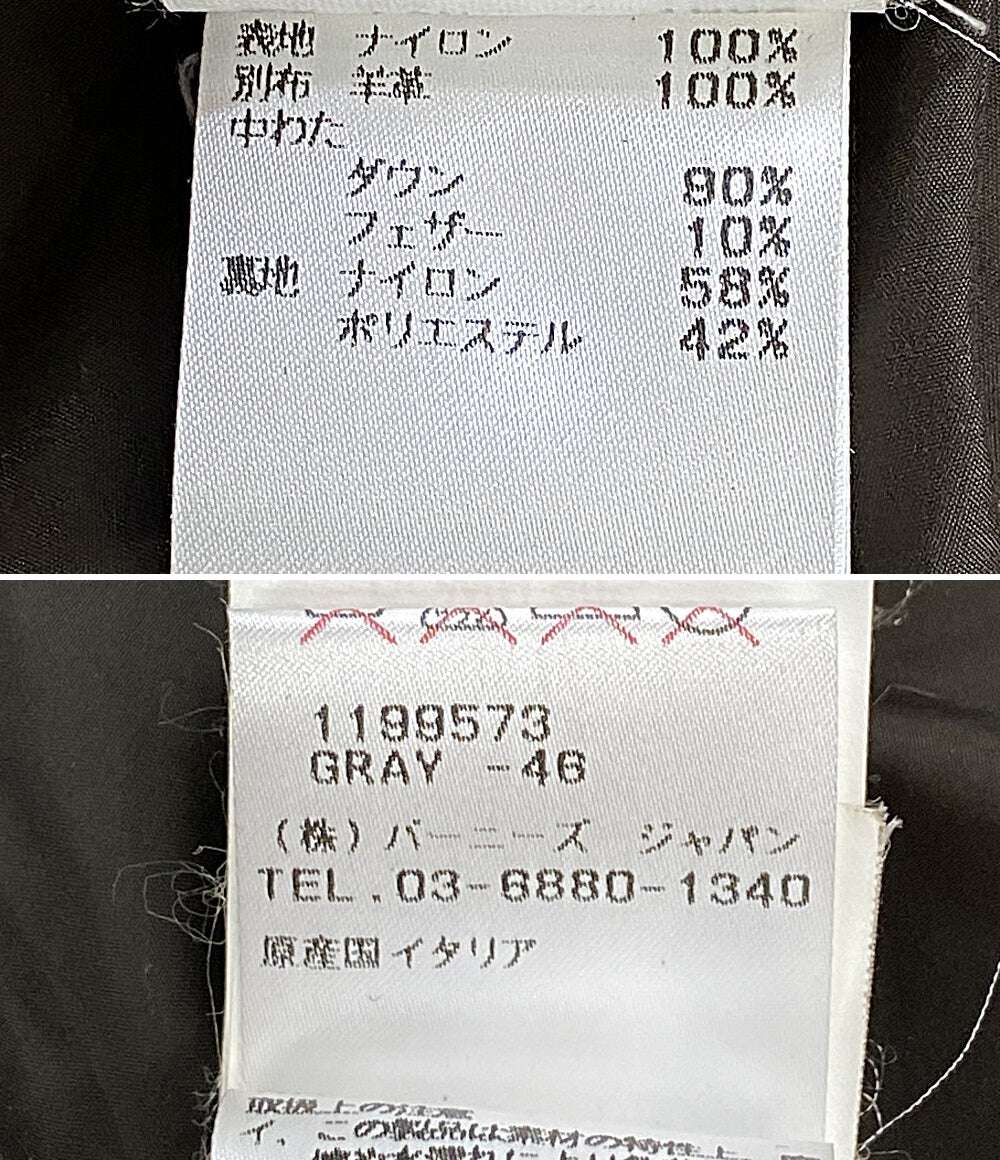 表地 ナイロン 100%
別布 羊革 100%
中わた
ダウン 90%
フェザー 10%
裏地 ナイロン 58%
ポリエステル 42%
1199573
GRAY -46
(株)バーニーズ ジャパン
TEL.03-6880-1340
原産国イタリア
取扱上の注意
この製品は素材の特性上